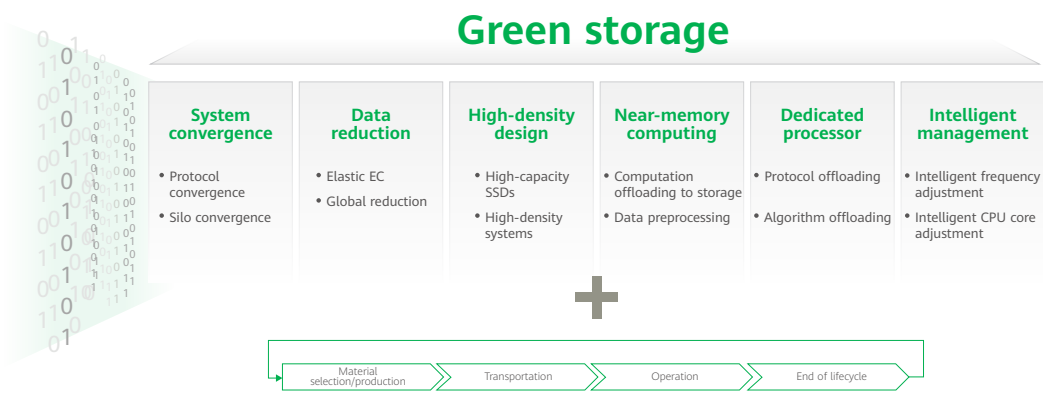 Green storage
System
convergence
• Protocol
convergence
• Silo convergence
Data
reduction
• Elastic EC
• Global reduction
High-density
design
• High-capacity
SSDs
• High-density
systems
Near-memory
computing
• Computation
offloading to storage
• Data preprocessing
Dedicated
processor
• Protocol offloading
• Algorithm offloading
Intelligent
management
• Intelligent frequency
adjustment
• Intelligent CPU core
adjustment
Material
selection/production
Transportation
Operation
End of lifecycle